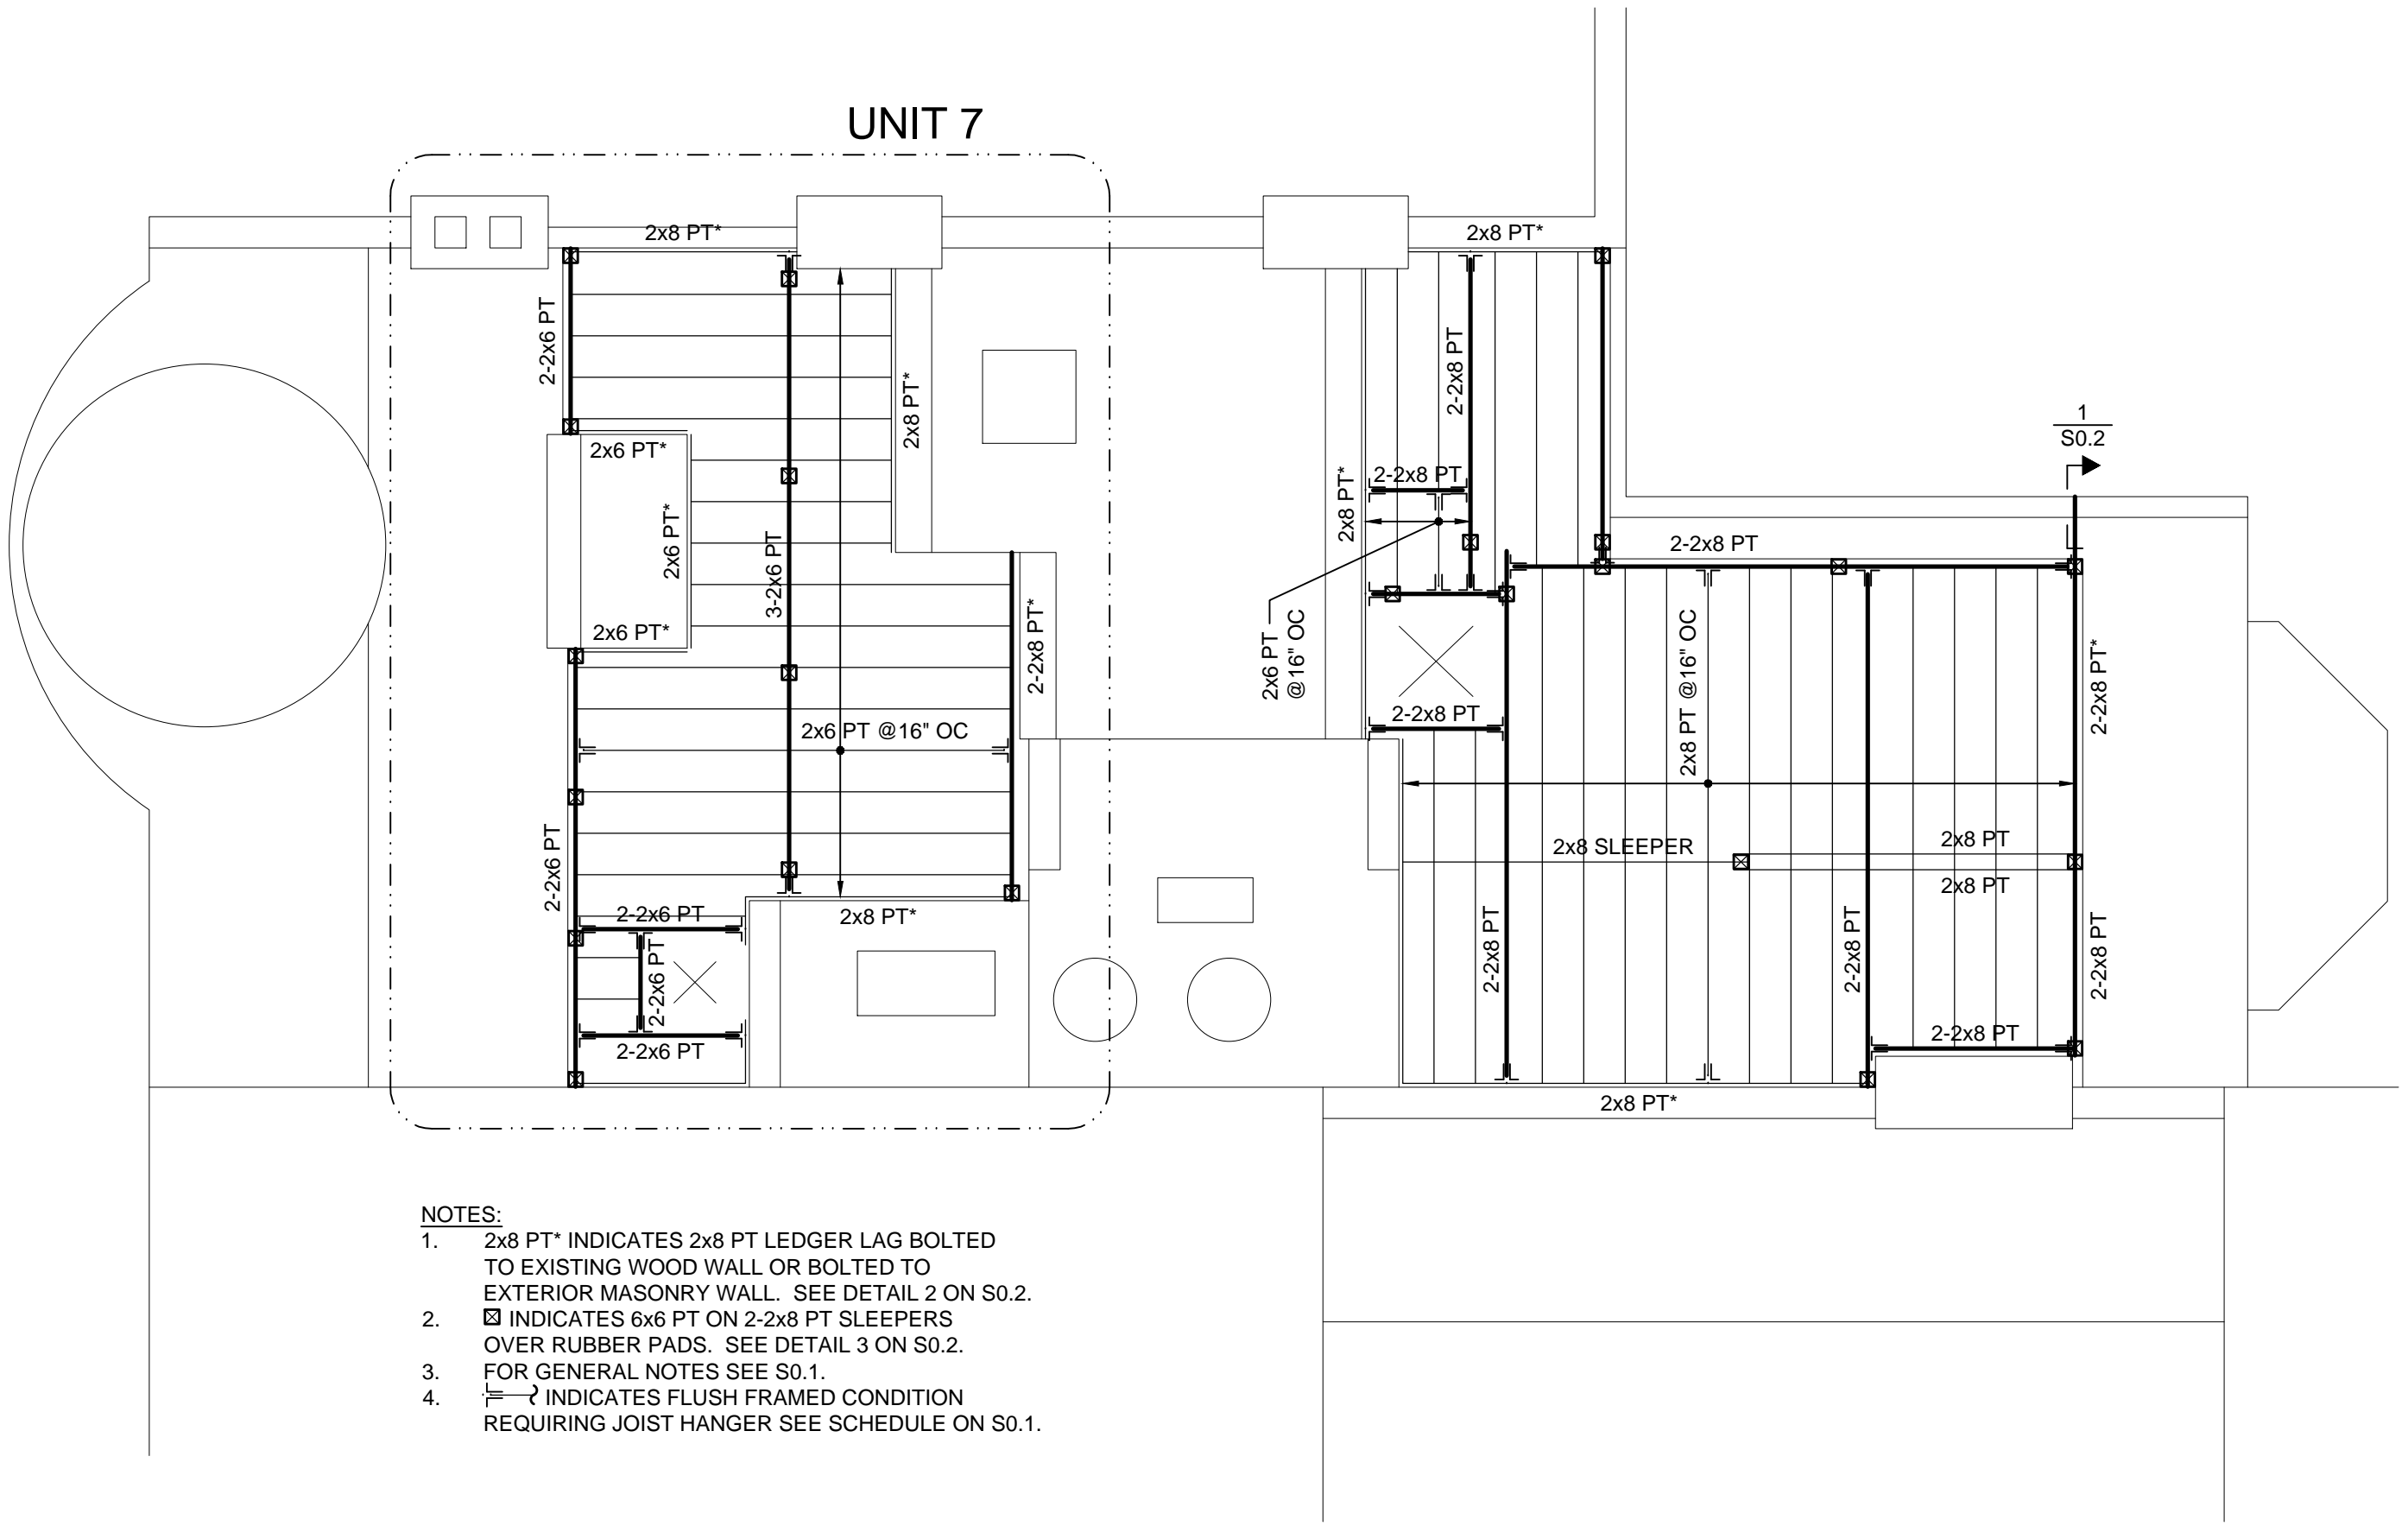 UNIT 7
2x8 PT*
2x8 PT*
2-2x6 PT
2x8 PT*
2-2x8 PT
1
S0.2
2x6 PT*
2x6 PT*
2x6 PT*
3-2x6 PT
2-2x8 PT*
2x8 PT*
2-2x8 PT
2-2x8 PT
2x6 PT
@16" OC
2x8 PT @16" OC
2-2x8 PT*
2x6 PT @16" OC
2-2x8 PT
2x8 SLEEPER
2x8 PT
2x8 PT
2-2x6 PT
2-2x6 PT
2x8 PT*
2-2x6 PT
2-2x6 PT
2-2x8 PT
2-2x8 PT
2-2x8 PT
2-2x8 PT
2x8 PT*
NOTES:
1. 2x8 PT* INDICATES 2x8 PT LEDGER LAG BOLTED
TO EXISTING WOOD WALL OR BOLTED TO
EXTERIOR MASONRY WALL. SEE DETAIL 2 ON S0.2.
2. INDICATES 6x6 PT ON 2-2x8 PT SLEEPERS
OVER RUBBER PADS. SEE DETAIL 3 ON S0.2.
3. FOR GENERAL NOTES SEE S0.1.
4. INDICATES FLUSH FRAMED CONDITION
REQUIRING JOIST HANGER SEE SCHEDULE ON S0.1.